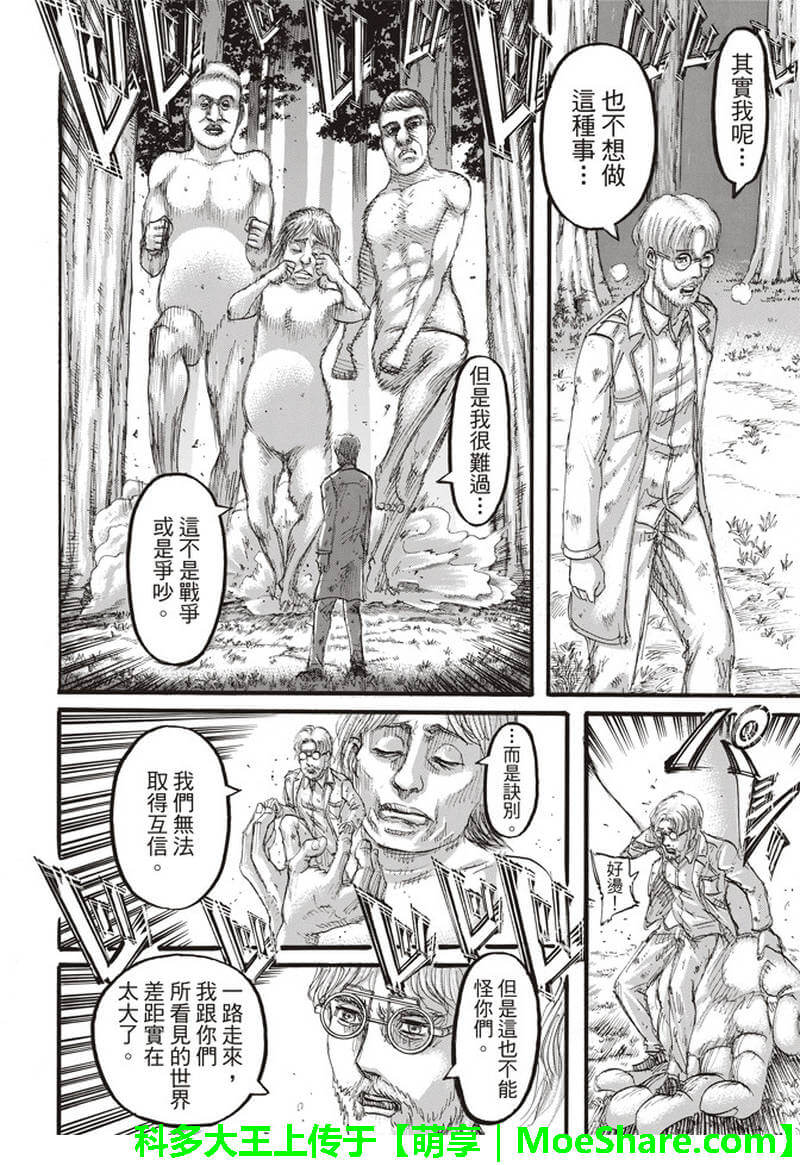 其實我呢…
也不想做
這種事…
但是我很難過…
這不是戰爭
或是爭吵。
好燙！
…而是訣別。
我們無法
取得互信。
但是這也不能
怪你們。
一路走來，
我跟你們
所看見的世界
差距實在
太大了。
科多大王上传于【萌享 | MoeShare.com】